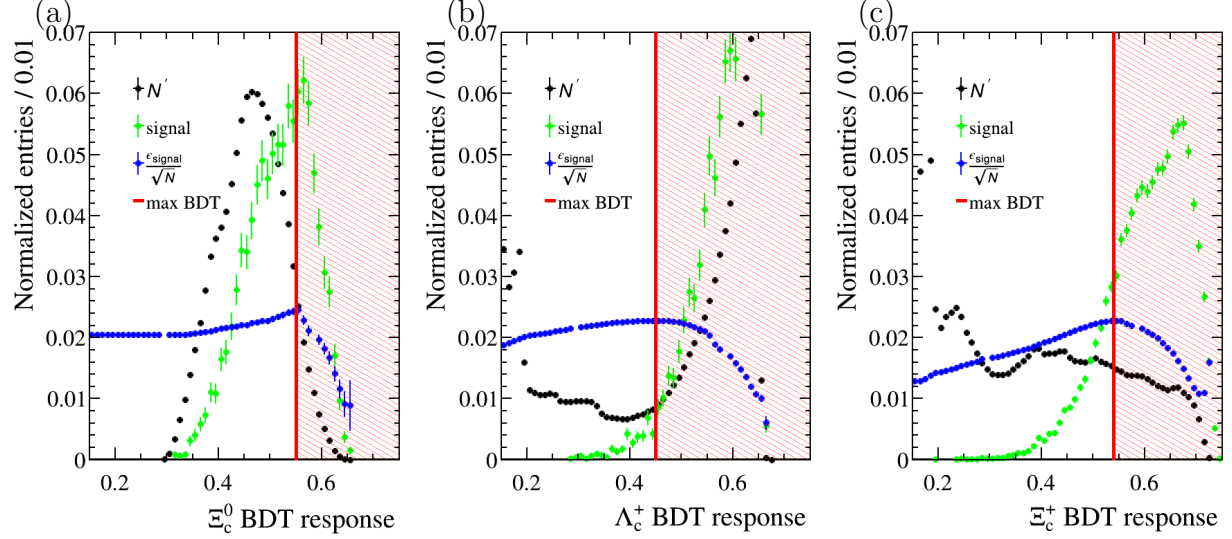 (a)
Normalized entries / 0.01
0.07
0.06
0.05
0.04
0.03
0.02
0.01
0
N′
signal
ϵ_signal/√N
max BDT
0.2 0.4 0.6
Ξ_c^0 BDT response
(b)
Normalized entries / 0.01
0.07
0.06
0.05
0.04
0.03
0.02
0.01
0
N′
signal
ϵ_signal/√N
max BDT
0.2 0.4 0.6
Λ_c^+ BDT response
(c)
Normalized entries / 0.01
0.07
0.06
0.05
0.04
0.03
0.02
0.01
0
N′
signal
ϵ_signal/√N
max BDT
0.2 0.4 0.6
Ξ_c^+ BDT response